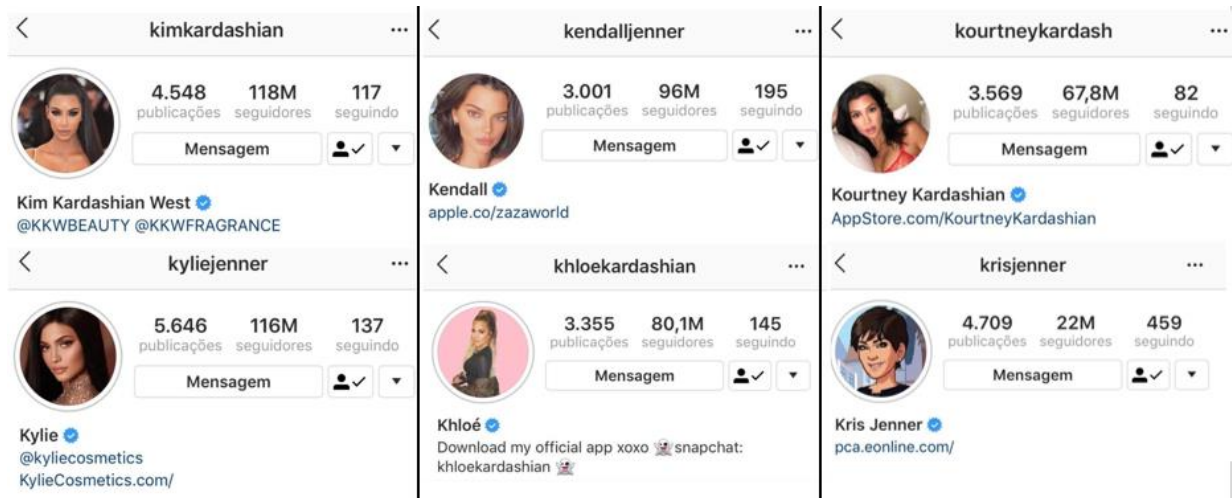 kimkardashian ...
4.548 118M 117
publicações seguidores seguindo
Mensagem
Kim Kardashian West
@KKWBEAUTY @KKWFRAGRANCE
kendalljenner ...
3.001 96M 195
publicações seguidores seguindo
Mensagem
Kendall
apple.co/zazaworld
kourtneykardash ...
3.569 67,8M 82
publicações seguidores seguindo
Mensagem
Kourtney Kardashian
AppStore.com/KourtneyKardashian
kyliejenner ...
5.646 116M 137
publicações seguidores seguindo
Mensagem
Kylie
@kyliecosmetics
KylieCosmetics.com/
khloekardashian ...
3.355 80,1M 145
publicações seguidores seguindo
Mensagem
Khloé
Download my official app xoxo 👻snapchat:
khloekardashian 👻
krisjenner ...
4.709 22M 459
publicações seguidores seguindo
Mensagem
Kris Jenner
pca.eonline.com/